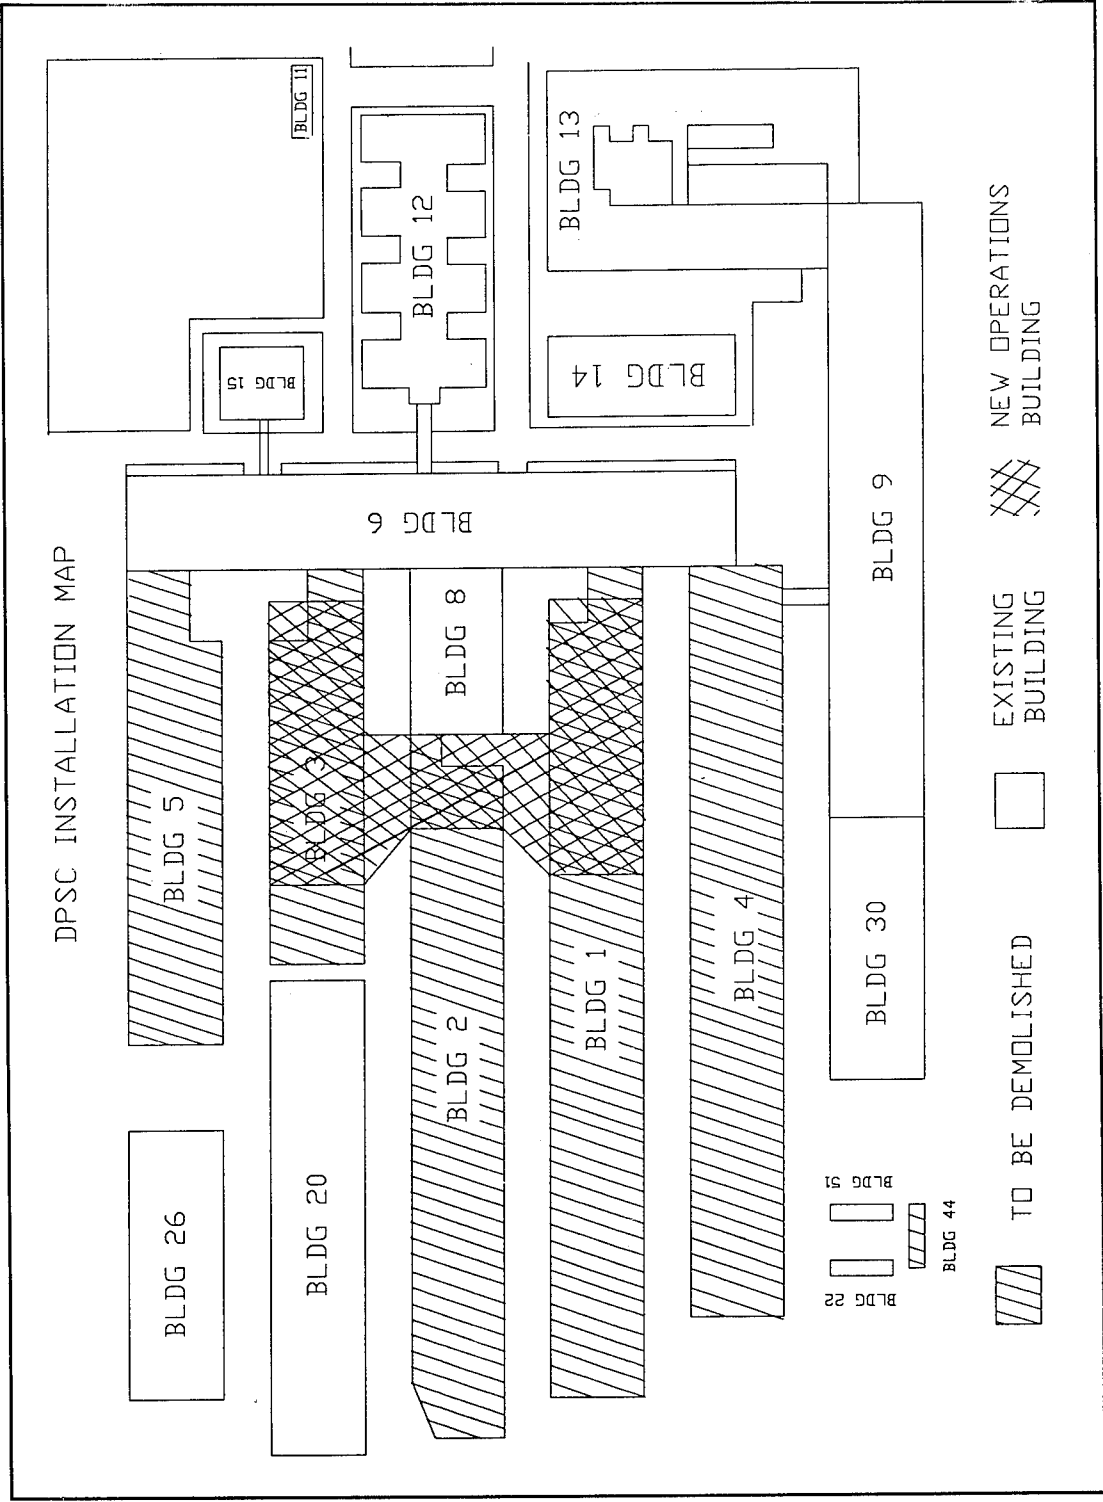 DPSC INSTALLATION MAP
BLDG 26
BLDG 5
BLDG 11
BLDG 15
BLDG 20
BLDG 3
BLDG 6
BLDG 12
BLDG 2
BLDG 8
BLDG 13
BLDG 1
BLDG 14
BLDG 4
BLDG 22
BLDG 51
BLDG 44
BLDG 30
BLDG 9
TO BE DEMOLISHED
EXISTING
BUILDING
NEW OPERATIONS
BUILDING